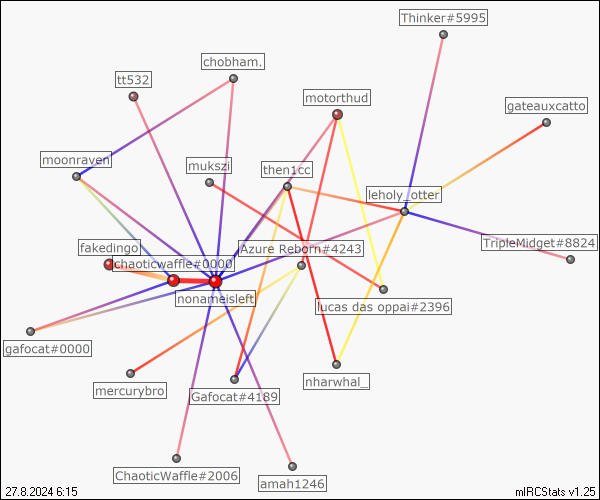 Thinker#5995
chobham.
tt532
motorthud
gateauxcatto
moonraven
mukszi
then1cc
leholy_otter
fakedingo
chaoticwaffle#0000
Azure Reborn#4243
TripleMidget#8824
nonameisleft
lucas das oppai#2396
gafocat#0000
mercurybro
Gafocat#4189
nharwhal_
ChaoticWaffle#2006
amah1246
27.8.2024 6:15
mIRCStats v1.25